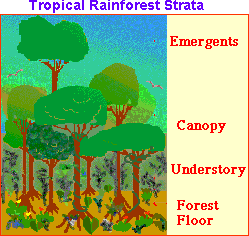 Tropical Rainforest Strata
Emergents
Canopy
Understory
Forest
Floor